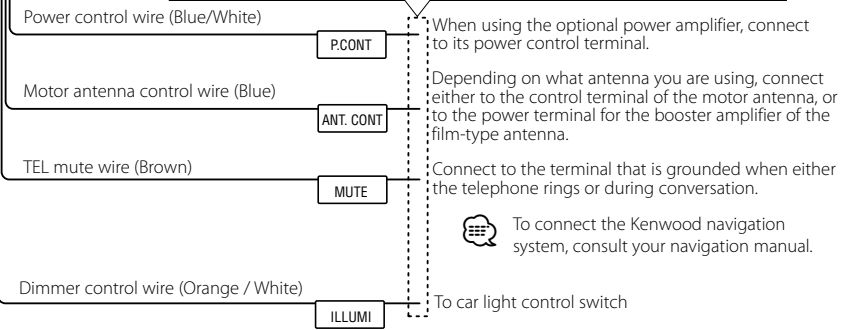 Power control wire (Blue/White)
P.CONT
When using the optional power amplifier, connect
to its power control terminal.
Motor antenna control wire (Blue)
ANT. CONT
Depending on what antenna you are using, connect
either to the control terminal of the motor antenna, or
to the power terminal for the booster amplifier of the
film-type antenna.
TEL mute wire (Brown)
MUTE
Connect to the terminal that is grounded when either
the telephone rings or during conversation.
To connect the Kenwood navigation
system, consult your navigation manual.
Dimmer control wire (Orange / White)
ILLUMI
To car light control switch